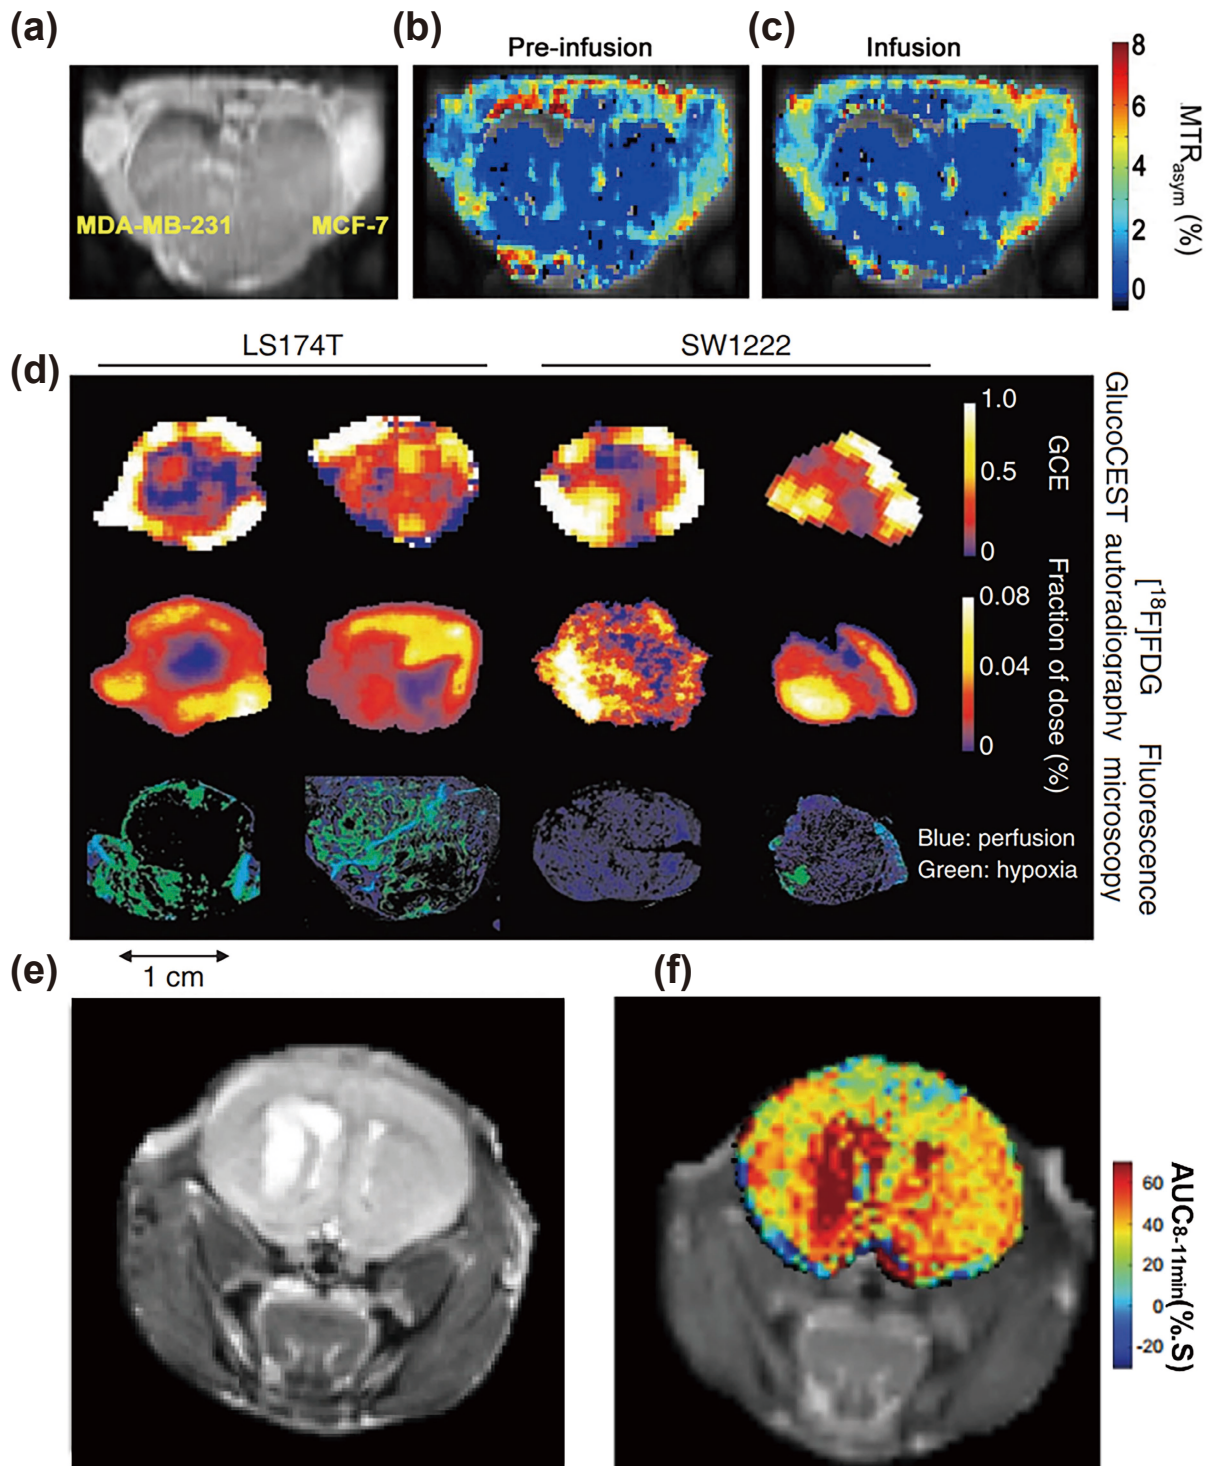 (a)
(b)
(c)
Pre-infusion
Infusion
MDA-MB-231
MCF-7
8
6
4
2
0
MTRasym (%)
(d)
LS174T
SW1222
1.0
0.5
0
GCE
0.08
0.04
0
Fraction of dose (%)
GlucoCEST
[18F]FDG
autoradiography
Fluorescence
microscopy
Blue: perfusion
Green: hypoxia
1 cm
(e)
(f)
60
40
20
0
-20
AUC8-11min(%.S)